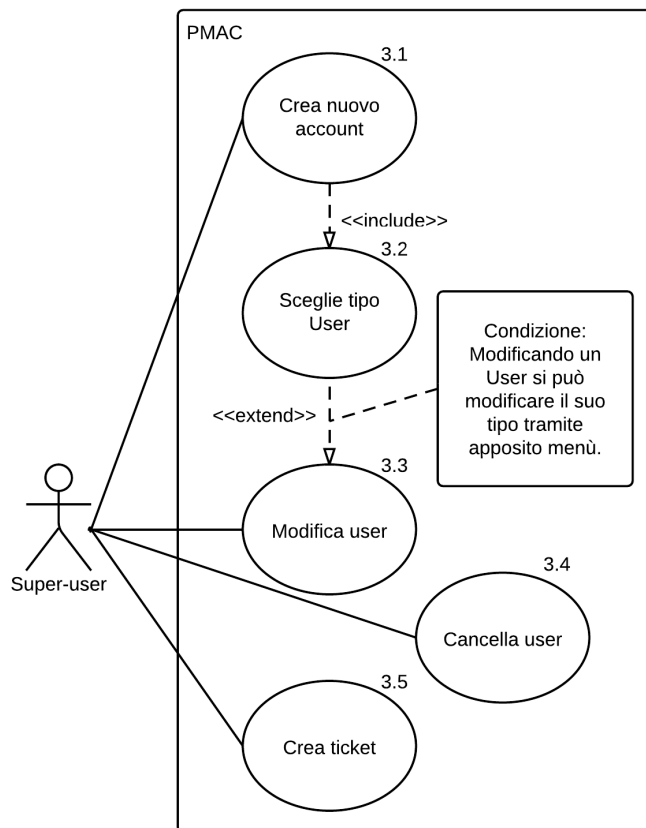 PMAC
3.1
Crea nuovo
account
<<include>>
3.2
Sceglie tipo
User
Condizione:
Modificando un
User si può
modificare il suo
tipo tramite
apposito menù.
<<extend>>
3.3
Modifica user
Super-user
3.4
Cancella user
3.5
Crea ticket